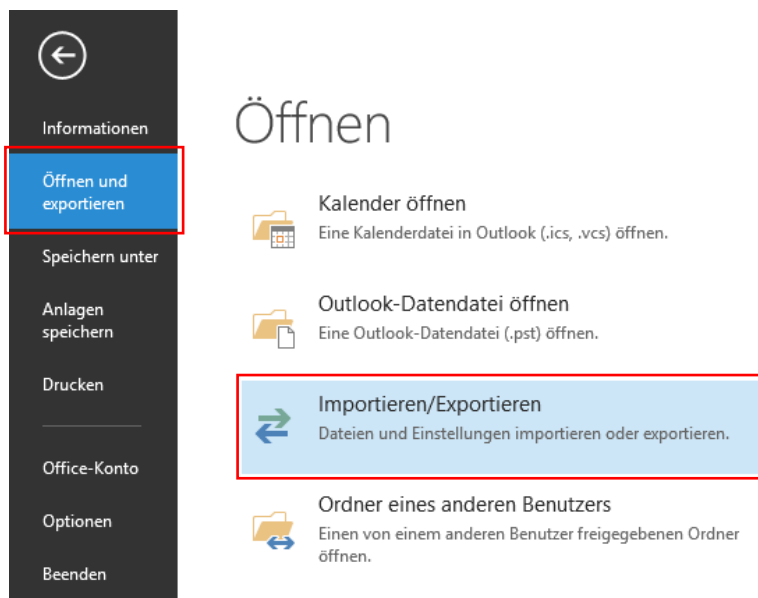 Informationen
Öffnen und
exportieren
Speichern unter
Anlagen
speichern
Drucken
Office-Konto
Optionen
Beenden
Öffnen
Kalender öffnen
Eine Kalenderdatei in Outlook (.ics, .vcs) öffnen.
Outlook-Datendatei öffnen
Eine Outlook-Datendatei (.pst) öffnen.
Importieren/Exportieren
Dateien und Einstellungen importieren oder exportieren.
Ordner eines anderen Benutzers
Einen von einem anderen Benutzer freigegebenen Ordner
öffnen.